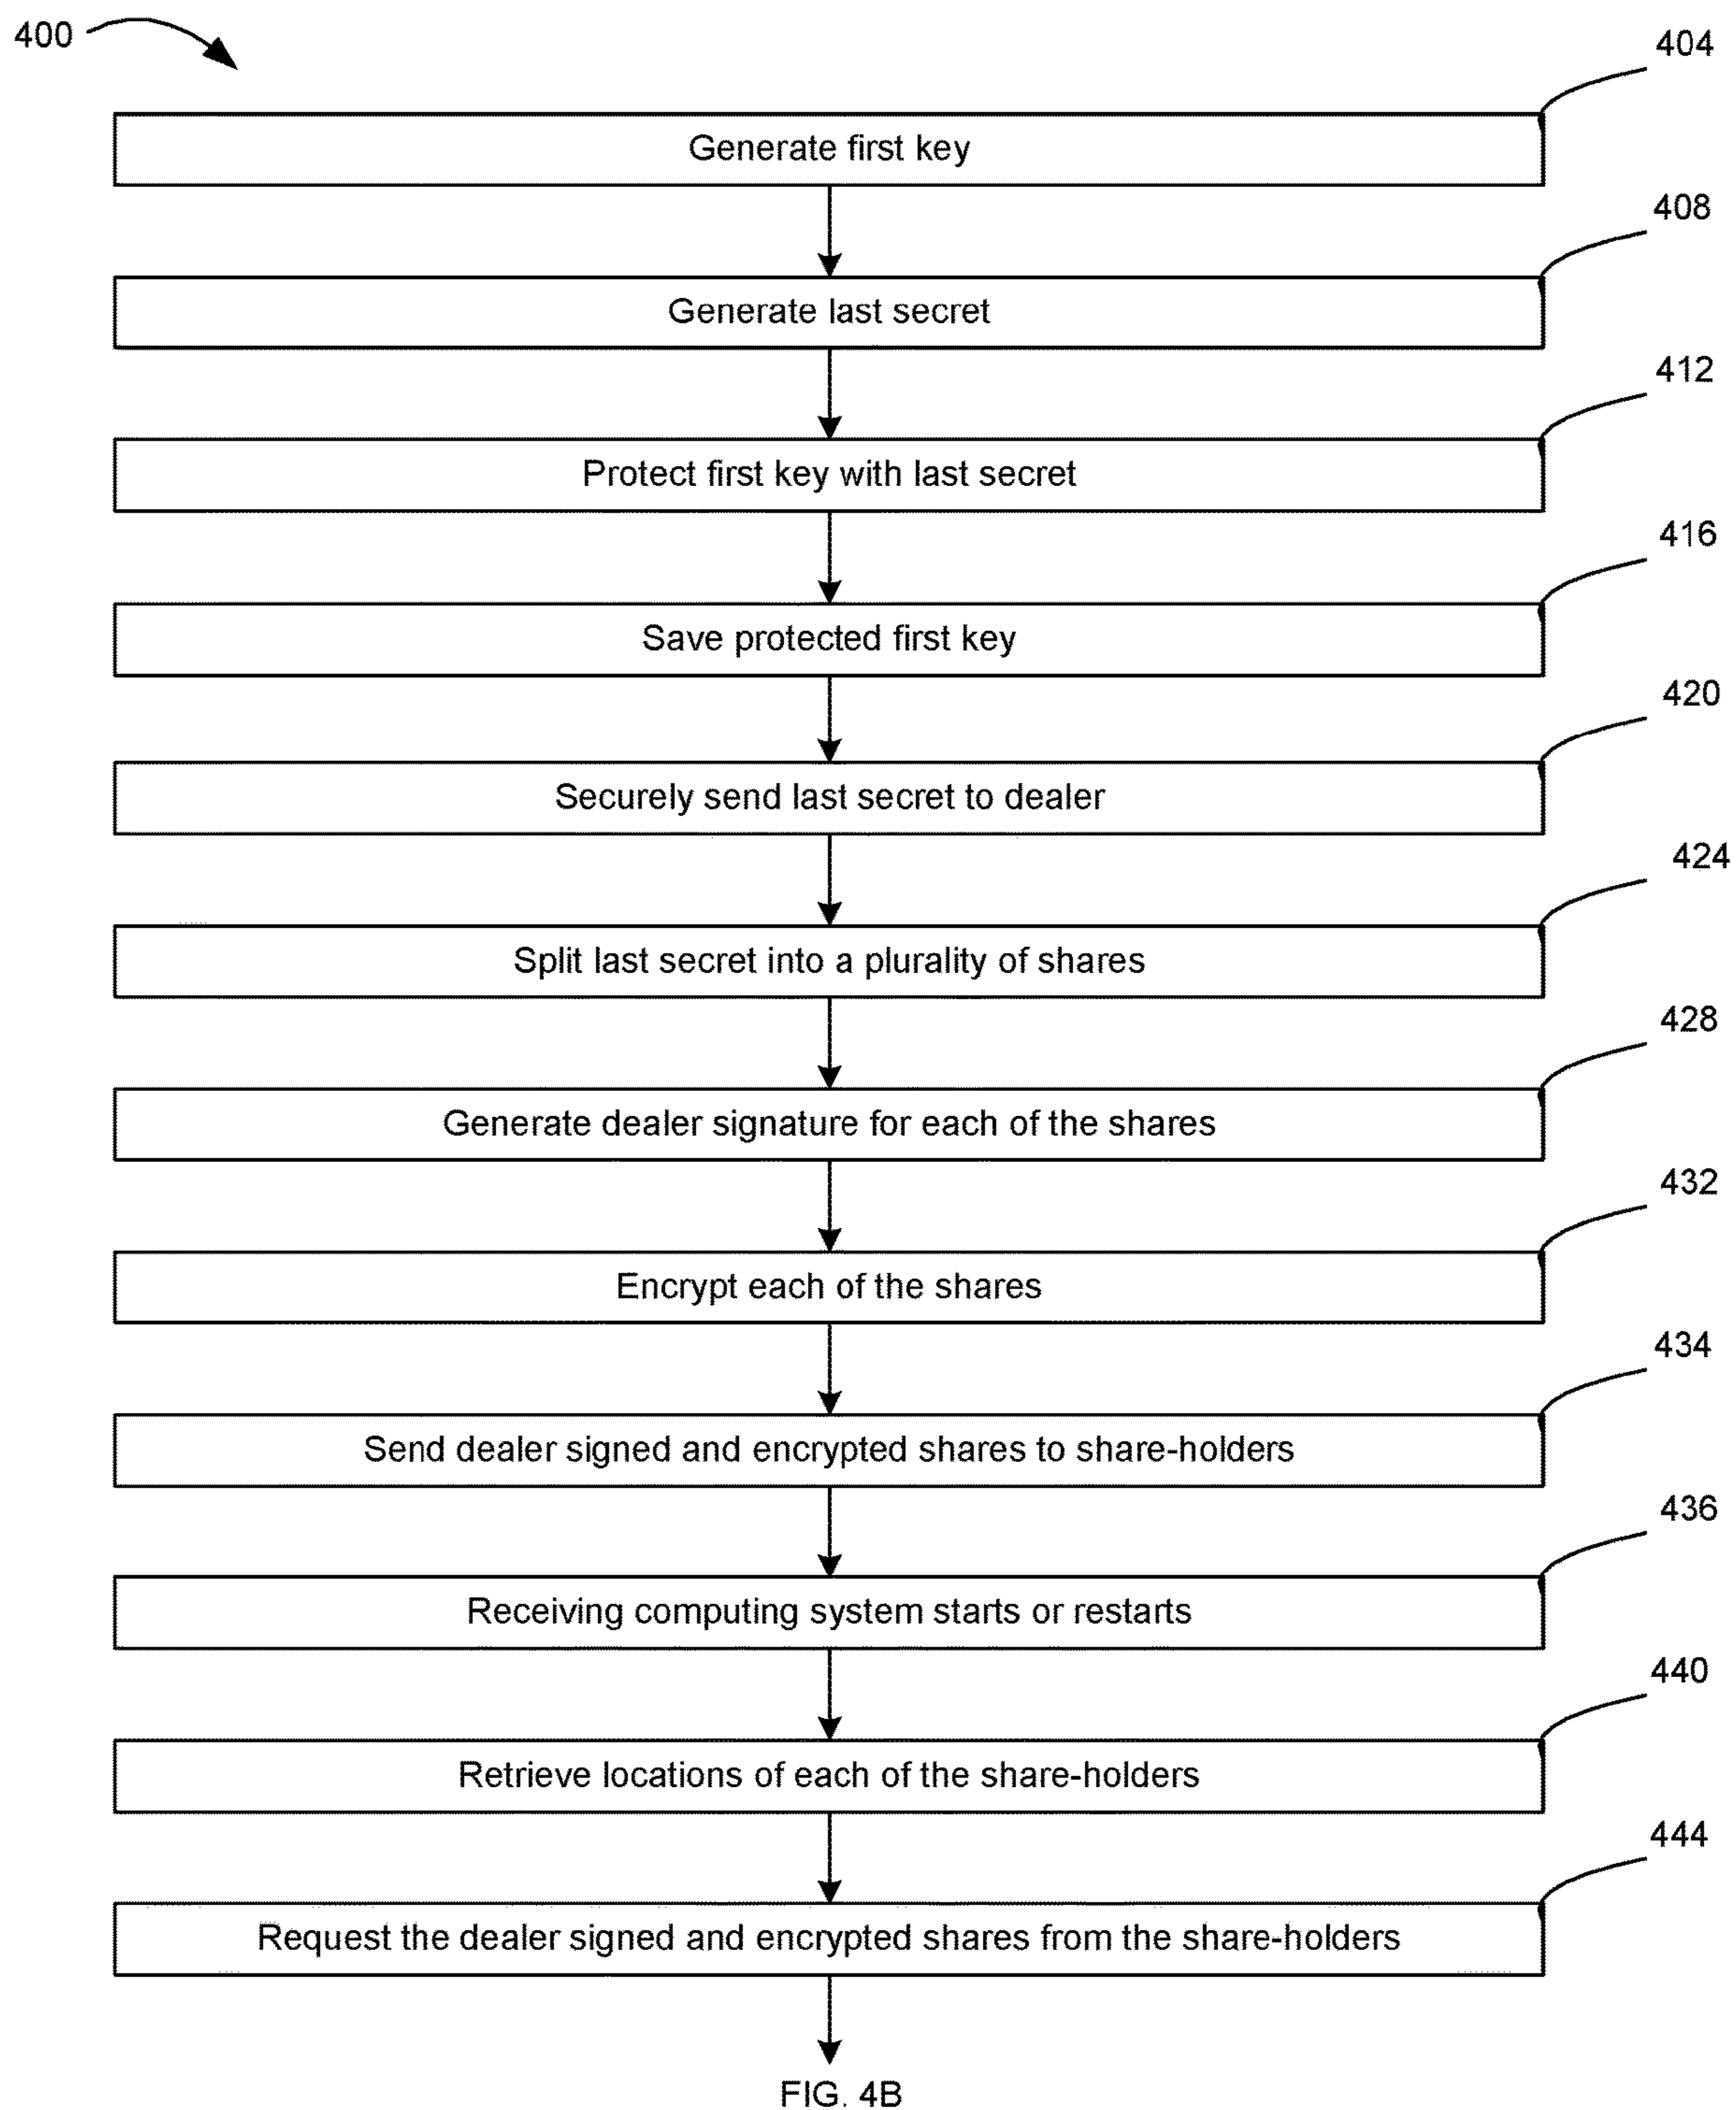 400
404
Generate first key
408
Generate last secret
412
Protect first key with last secret
416
Save protected first key
420
Securely send last secret to dealer
424
Split last secret into a plurality of shares
428
Generate dealer signature for each of the shares
432
Encrypt each of the shares
434
Send dealer signed and encrypted shares to share-holders
436
Receiving computing system starts or restarts
440
Retrieve locations of each of the share-holders
444
Request the dealer signed and encrypted shares from the share-holders
FIG. 4B